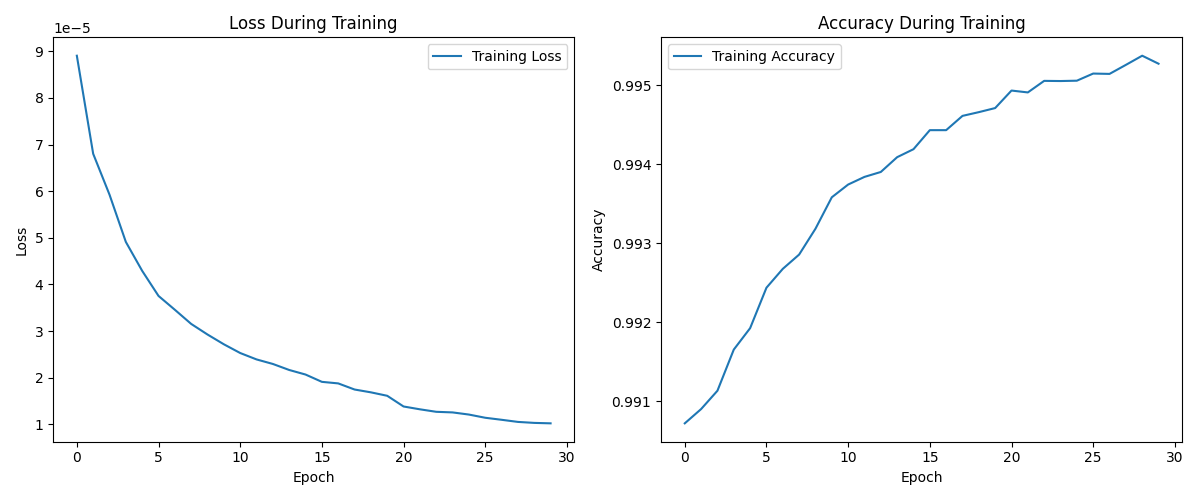 Loss During Training
1e−5
Training Loss
9
8
7
6
5
4
3
2
1
Loss
0 5 10 15 20 25 30
Epoch
Accuracy During Training
Training Accuracy
0.995
0.994
0.993
0.992
0.991
Accuracy
0 5 10 15 20 25 30
Epoch